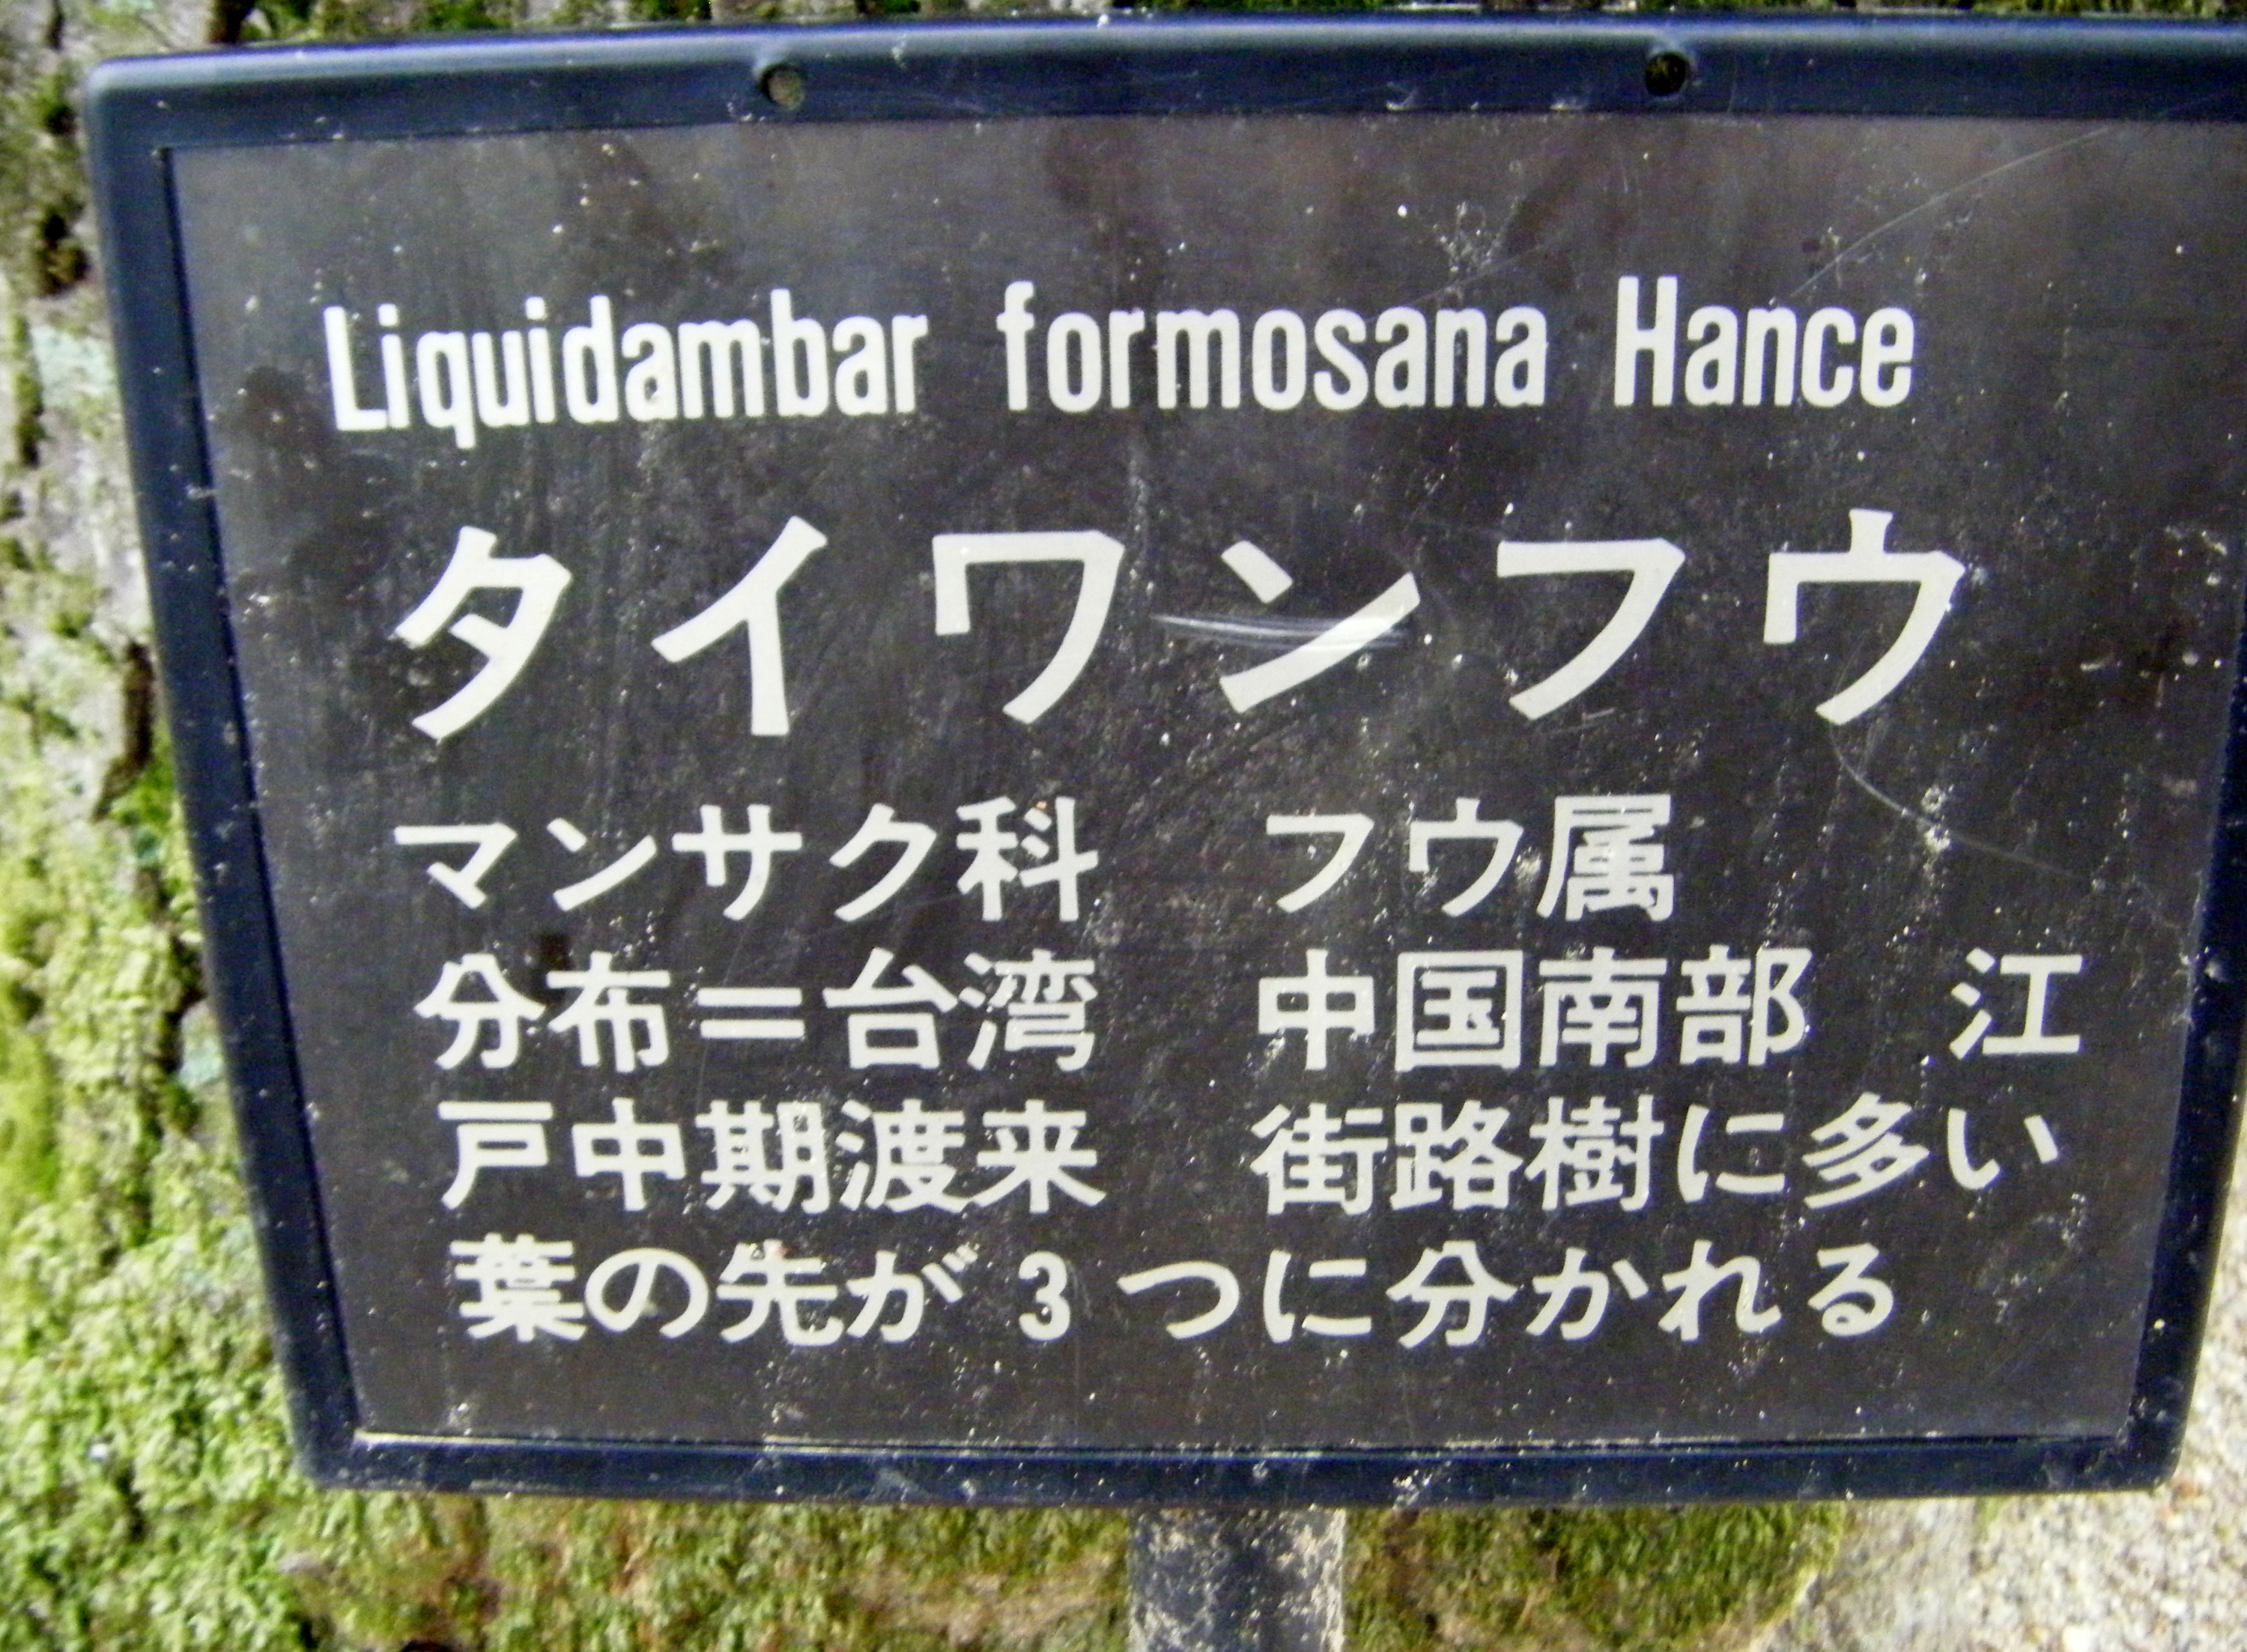 Liquidambar formosana Hance
タイワンフウ
マンサク科　フウ属
分布＝台湾　中国南部　江
戸中期渡来　街路樹に多い
葉の先が3つに分かれる